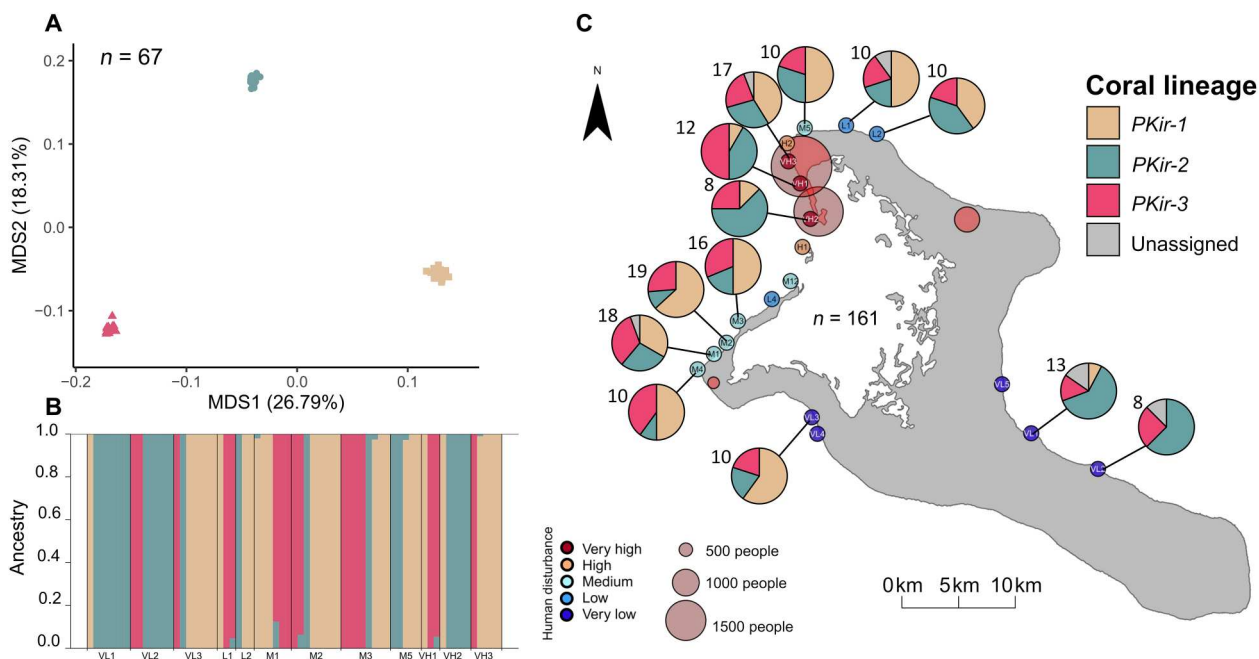 A
n = 67
MDS2 (18.31%)
0.2
0.1
0.0
−0.1
−0.2
−0.1
0.0
0.1
MDS1 (26.79%)
B
Ancestry
1.0
0.8
0.6
0.4
0.2
0.0
VL1
VL2
VL3
L1
L2
M1
M2
M3
M5
VH1
VH2
VH3
C
N
10
17
12
8
16
19
18
10
10
10
10
13
8
M5
L1
L2
H2
VH3
VH1
VH2
H1
M12
L4
M3
M2
M1
M4
VL3
VL4
VL5
VL1
VL2
n = 161
Coral lineage
PKir-1
PKir-2
PKir-3
Unassigned
Human disturbance
Very high
High
Medium
Low
Very low
500 people
1000 people
1500 people
0km 5km 10km